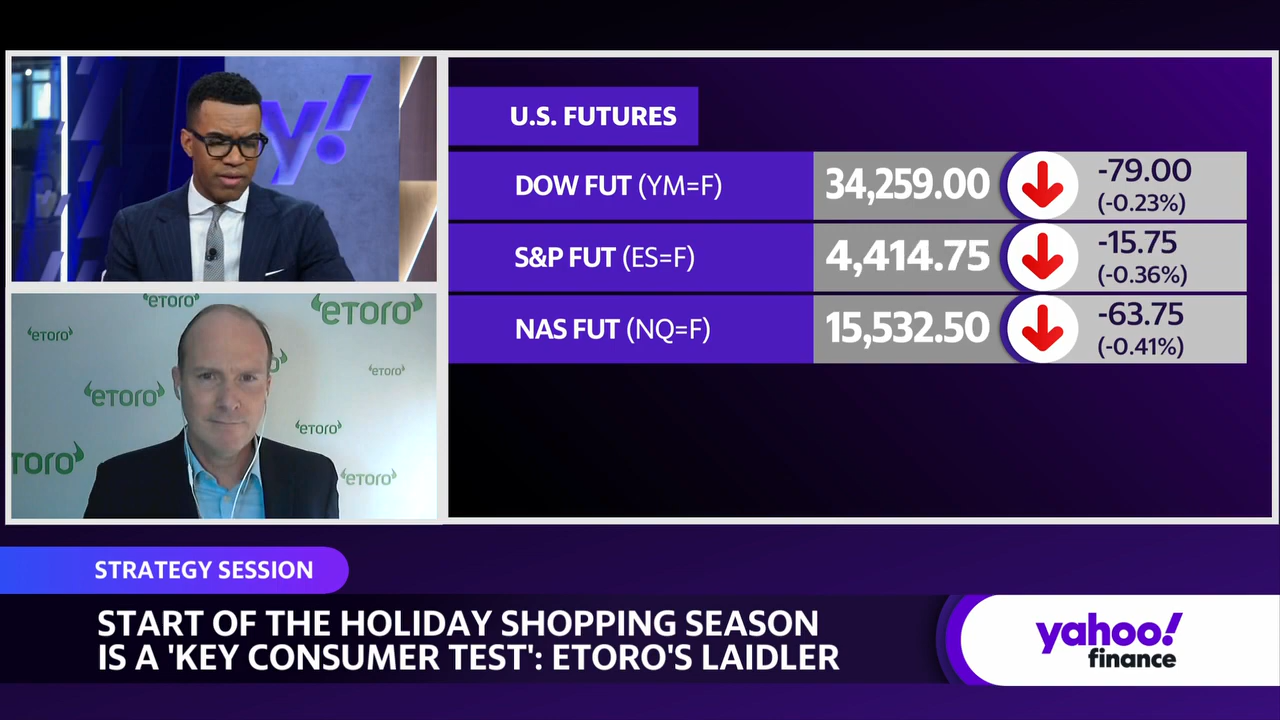 y!
etoro
etoro
etoro
etoro
etoro
toro
etoro
U.S. FUTURES
DOW FUT (YM=F) 34,259.00 -79.00
(-0.23%)
S&P FUT (ES=F) 4,414.75 -15.75
(-0.36%)
NAS FUT (NQ=F) 15,532.50 -63.75
(-0.41%)
STRATEGY SESSION
START OF THE HOLIDAY SHOPPING SEASON
IS A 'KEY CONSUMER TEST': ETORO'S LAIDLER
yahoo!
finance